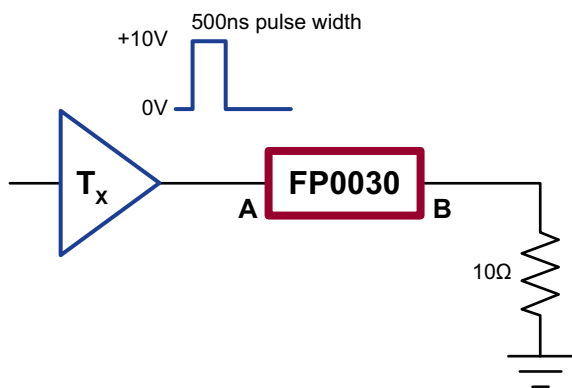 500ns pulse width
+10V
0V
Tx
A
FP0030
B
10Ω